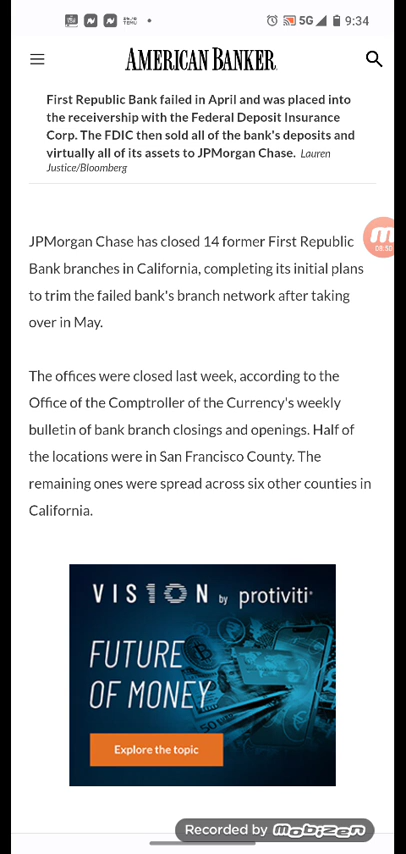 5G 9:34
AMERICAN BANKER
First Republic Bank failed in April and was placed into
the receivership with the Federal Deposit Insurance
Corp. The FDIC then sold all of the bank's deposits and
virtually all of its assets to JPMorgan Chase. Lauren
Justice/Bloomberg
JPMorgan Chase has closed 14 former First Republic
Bank branches in California, completing its initial plans
to trim the failed bank's branch network after taking
over in May.
The offices were closed last week, according to the
Office of the Comptroller of the Currency's weekly
bulletin of bank branch closings and openings. Half of
the locations were in San Francisco County. The
remaining ones were spread across six other counties in
California.
VIS10N by protiviti
FUTURE
OF MONEY
Explore the topic
Recorded by mobizen